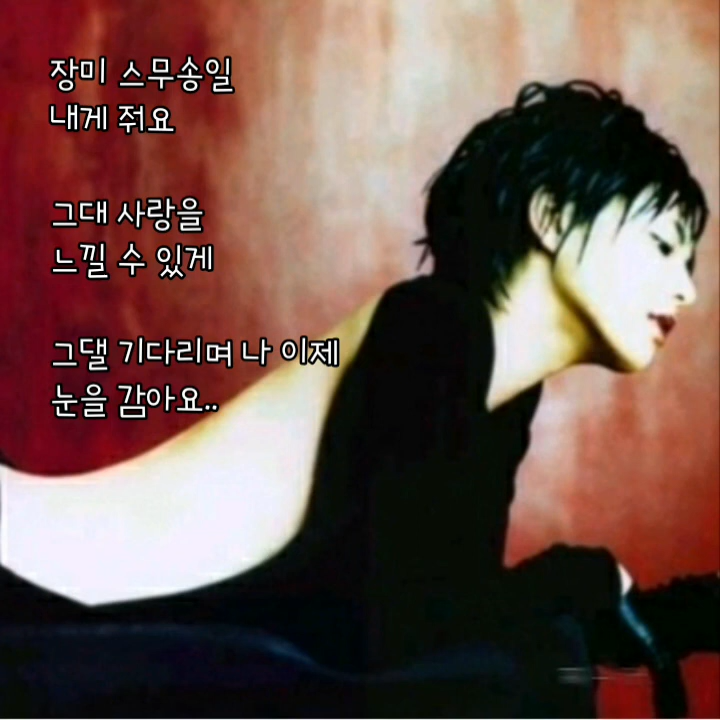 장미 스무송일
내게 줘요
그대 사랑을
느낄 수 있게
그댈 기다리며 나 이제
눈을 감아요..